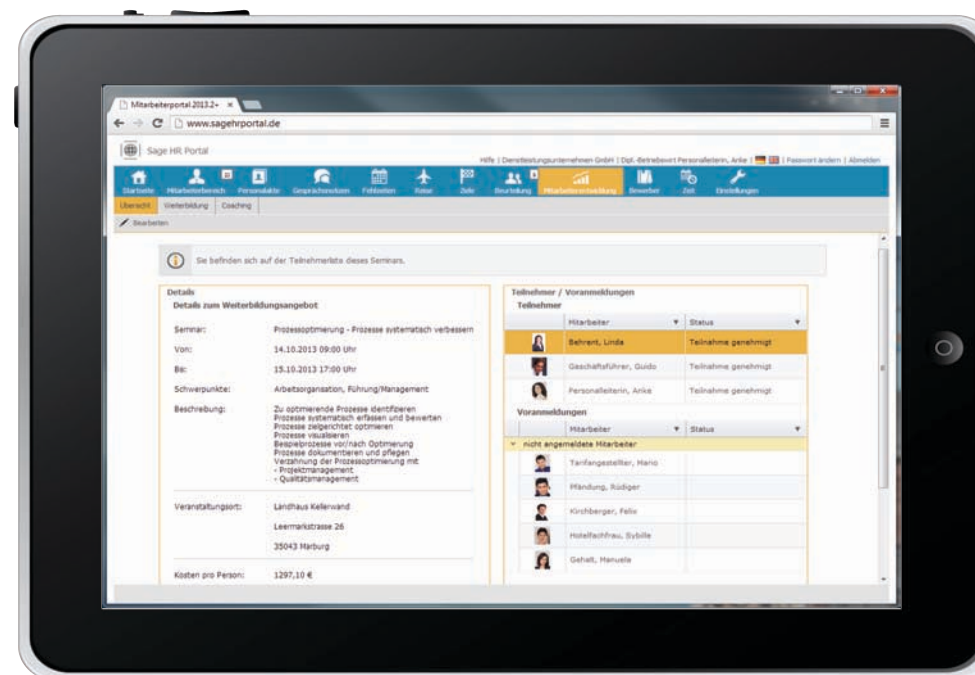 Mitarbeiterportal 2013.2+
www.sagehrportal.de
Sage HR Portal
Hilfe | Dienstleistungsunternehmen GmbH | Dipl.-Betriebswirt Personalleiterin, Anke | Passwort ändern | Abmelden
Startseite Mitarbeiterbereich Personalakte Gesprächsnotizen Fehlzeiten Reise Ziele Beurteilung Mitarbeiterentwicklung Bewerber Zeit Einstellungen
Übersicht Weiterbildung Coaching
Bearbeiten
Sie befinden sich auf der Teilnehmerliste dieses Seminars.
Details
Details zum Weiterbildungsangebot
Seminar: Prozessoptimierung - Prozesse systematisch verbessern
Von: 14.10.2013 09:00 Uhr
Bis: 15.10.2013 17:00 Uhr
Schwerpunkte: Arbeitsorganisation, Führung/Management
Beschreibung: Zu optimierende Prozesse identifizieren
Prozesse systematisch erfassen und bewerten
Prozesse zielgerichtet optimieren
Prozesse visualisieren
Beispielprozesse vor/nach Optimierung
Prozesse dokumentieren und pflegen
Verzahnung der Prozessoptimierung mit
- Projektmanagement
- Qualitätsmanagement
Veranstaltungsort: Landhaus Kellerwand
Leermarkstrasse 26
35043 Marburg
Kosten pro Person: 1297,10 €
Teilnehmer / Voranmeldungen
Teilnehmer
Mitarbeiter Status
Behrent, Linda Teilnahme genehmigt
Geschäftsführer, Guido Teilnahme genehmigt
Personalleiterin, Anke Teilnahme genehmigt
Voranmeldungen
Mitarbeiter Status
nicht angemeldete Mitarbeiter
Tarifangestellter, Mario
Pfändung, Rüdiger
Kirchberger, Felix
Hotelfachfrau, Sybille
Gehalt, Manuela